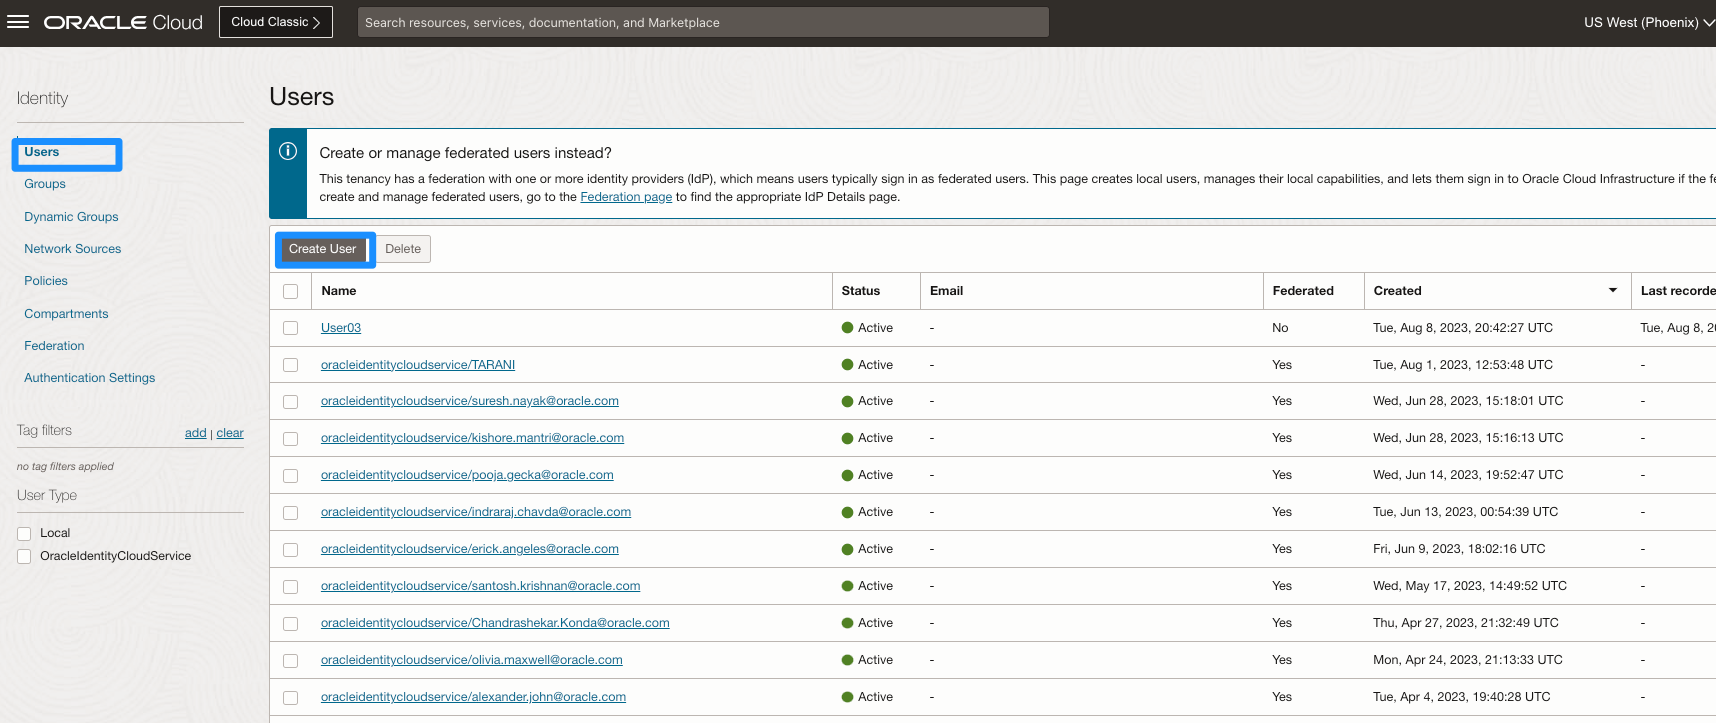 ORACLE Cloud
Cloud Classic
Search resources, services, documentation, and Marketplace
US West (Phoenix)
Identity
Users
Groups
Dynamic Groups
Network Sources
Policies
Compartments
Federation
Authentication Settings
Tag filters
add | clear
no tag filters applied
User Type
Local
OracleIdentityCloudService
Users
Create or manage federated users instead?
This tenancy has a federation with one or more identity providers (IdP), which means users typically sign in as federated users. This page creates local users, manages their local capabilities, and lets them sign in to Oracle Cloud Infrastructure if the
create and manage federated users, go to the Federation page to find the appropriate IdP Details page.
Create User Delete
Name Status Email Federated Created Last recorde
User03 Active - No Tue, Aug 8, 2023, 20:42:27 UTC Tue, Aug 8, 20
oracleidentitycloudservice/TARANI Active - Yes Tue, Aug 1, 2023, 12:53:48 UTC -
oracleidentitycloudservice/suresh.nayak@oracle.com Active - Yes Wed, Jun 28, 2023, 15:18:01 UTC -
oracleidentitycloudservice/kishore.mantri@oracle.com Active - Yes Wed, Jun 28, 2023, 15:16:13 UTC -
oracleidentitycloudservice/pooja.gecka@oracle.com Active - Yes Wed, Jun 14, 2023, 19:52:47 UTC -
oracleidentitycloudservice/indraraj.chavda@oracle.com Active - Yes Tue, Jun 13, 2023, 00:54:39 UTC -
oracleidentitycloudservice/erick.angeles@oracle.com Active - Yes Fri, Jun 9, 2023, 18:02:16 UTC -
oracleidentitycloudservice/santosh.krishnan@oracle.com Active - Yes Wed, May 17, 2023, 14:49:52 UTC -
oracleidentitycloudservice/Chandrashekar.Konda@oracle.com Active - Yes Thu, Apr 27, 2023, 21:32:49 UTC -
oracleidentitycloudservice/olivia.maxwell@oracle.com Active - Yes Mon, Apr 24, 2023, 21:13:33 UTC -
oracleidentitycloudservice/alexander.john@oracle.com Active - Yes Tue, Apr 4, 2023, 19:40:28 UTC -